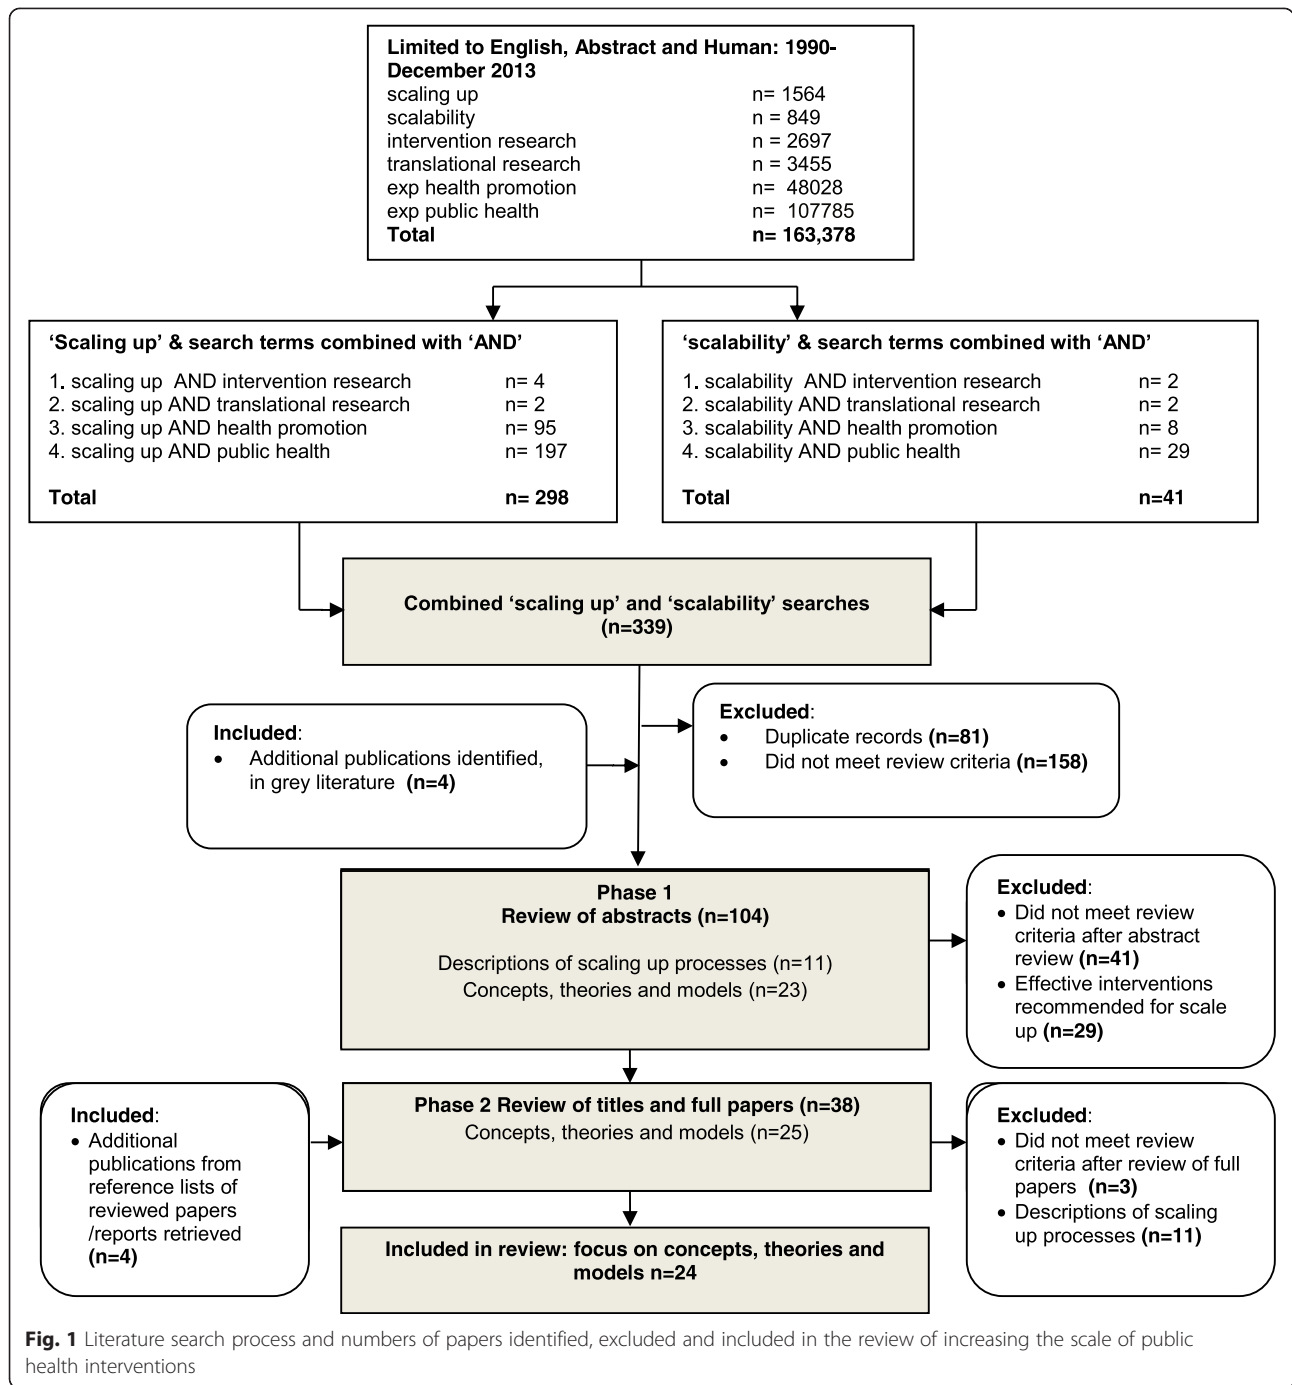 Limited to English, Abstract and Human: 1990-
December 2013
scaling up n= 1564
scalability n = 849
intervention research n = 2697
translational research n = 3455
exp health promotion n= 48028
exp public health n= 107785
Total n= 163,378
‘Scaling up’ & search terms combined with ‘AND’
1. scaling up AND intervention research n= 4
2. scaling up AND translational research n= 2
3. scaling up AND health promotion n= 95
4. scaling up AND public health n= 197
Total n= 298
‘scalability’ & search terms combined with ‘AND’
1. scalability AND intervention research n= 2
2. scalability AND translational research n= 2
3. scalability AND health promotion n= 8
4. scalability AND public health n= 29
Total n=41
Combined ‘scaling up’ and ‘scalability’ searches
(n=339)
Included:
• Additional publications identified,
in grey literature (n=4)
Excluded:
• Duplicate records (n=81)
• Did not meet review criteria (n=158)
Phase 1
Review of abstracts (n=104)
Descriptions of scaling up processes (n=11)
Concepts, theories and models (n=23)
Excluded:
• Did not meet review
criteria after abstract
review (n=41)
• Effective interventions
recommended for scale
up (n=29)
Included:
• Additional
publications from
reference lists of
reviewed papers
/reports retrieved
(n=4)
Phase 2 Review of titles and full papers (n=38)
Concepts, theories and models (n=25)
Excluded:
• Did not meet review
criteria after review of full
papers (n=3)
• Descriptions of scaling
up processes (n=11)
Included in review: focus on concepts, theories and
models n=24
Fig. 1 Literature search process and numbers of papers identified, excluded and included in the review of increasing the scale of public
health interventions